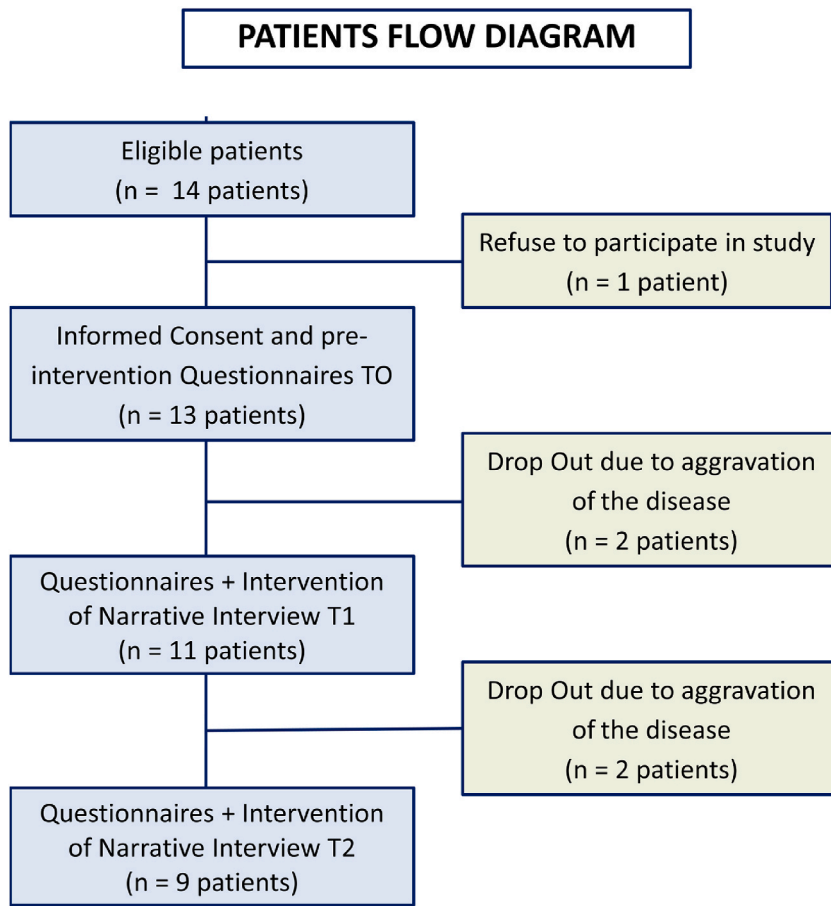 PATIENTS FLOW DIAGRAM
Eligible patients
(n =  14 patients)
Refuse to participate in study
(n = 1 patient)
Informed Consent and pre-
intervention Questionnaires TO
(n = 13 patients)
Drop Out due to aggravation
of the disease
(n = 2 patients)
Questionnaires + Intervention
of Narrative Interview T1
(n = 11 patients)
Drop Out due to aggravation
of the disease
(n = 2 patients)
Questionnaires + Intervention
of Narrative Interview T2
(n = 9 patients)